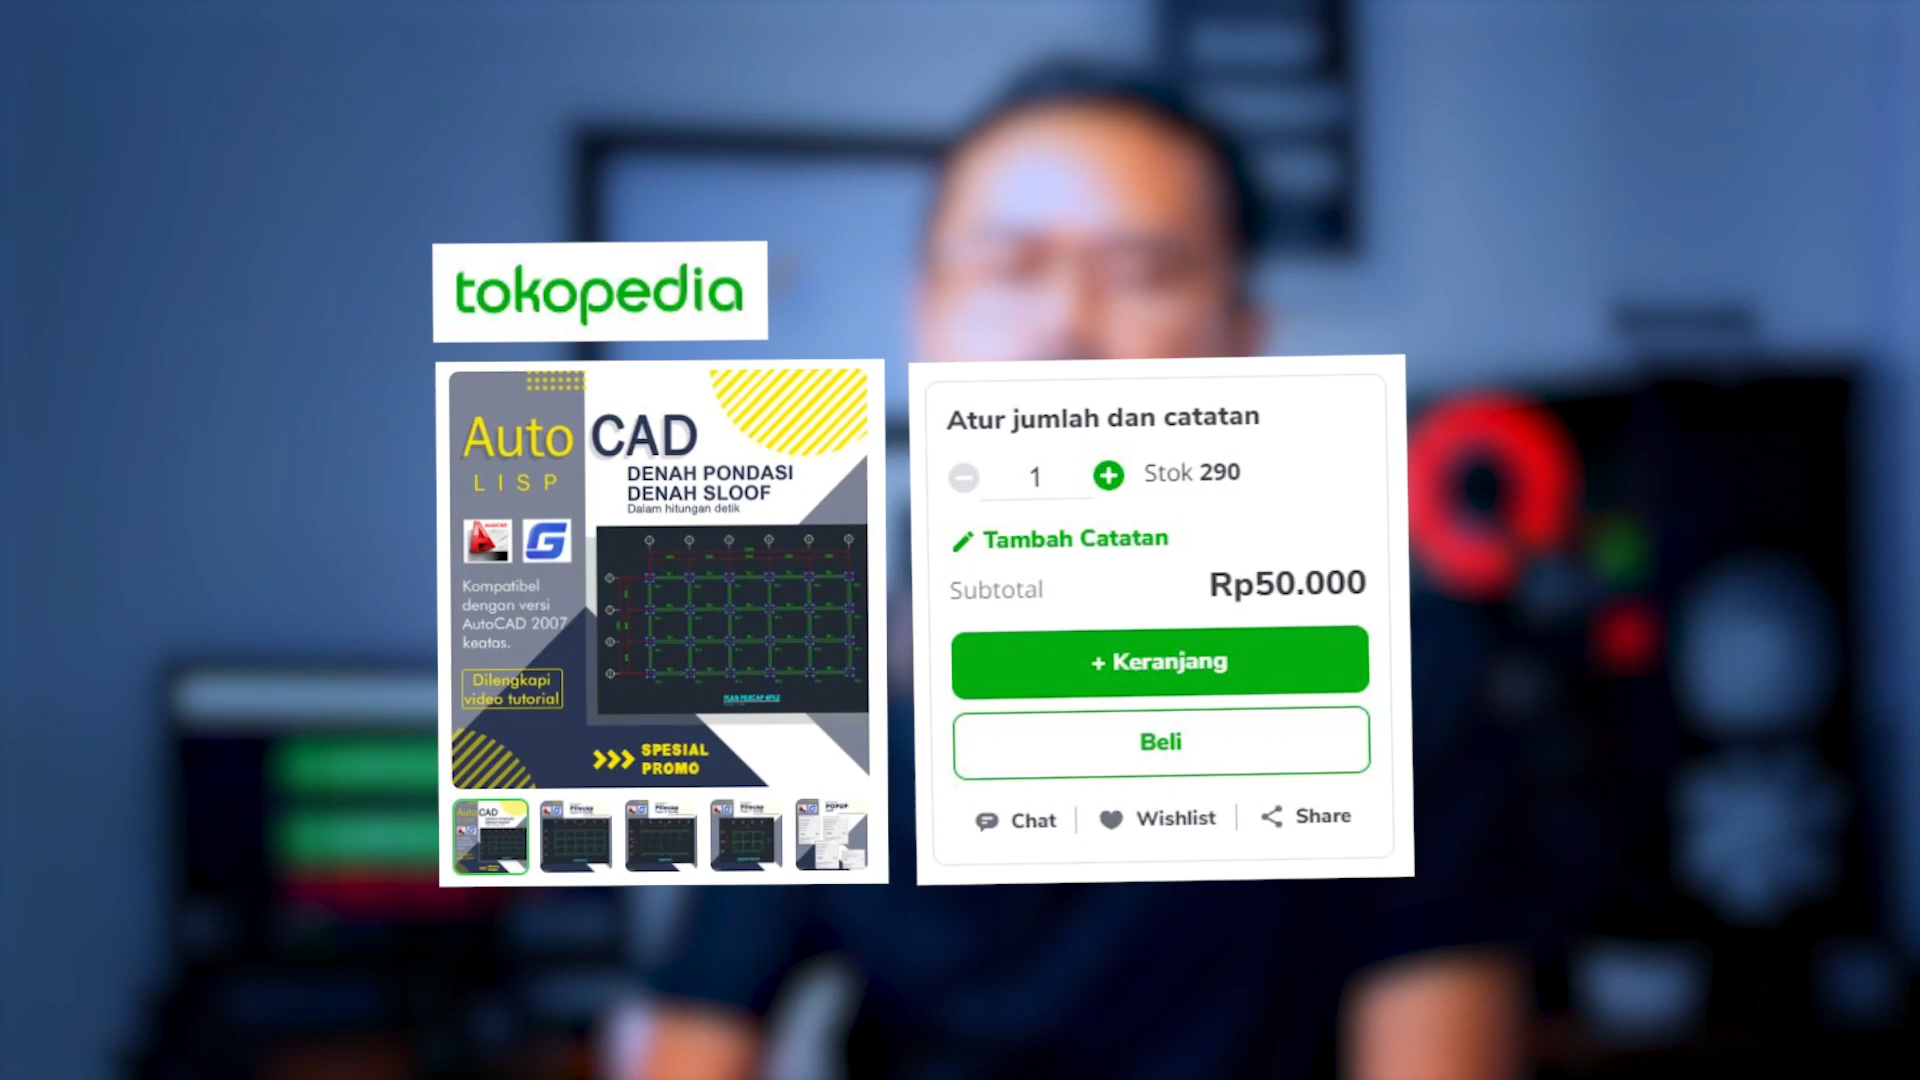 tokopedia
Auto CAD
LISP
DENAH PONDASI
DENAH SLOOF
Dalam hitungan detik
Kompatibel
dengan versi
AutoCAD 2007
keatas.
Dilengkapi
video tutorial
SPESIAL
PROMO
Atur jumlah dan catatan
1
Stok 290
Tambah Catatan
Subtotal Rp50.000
+ Keranjang
Beli
Chat
Wishlist
Share